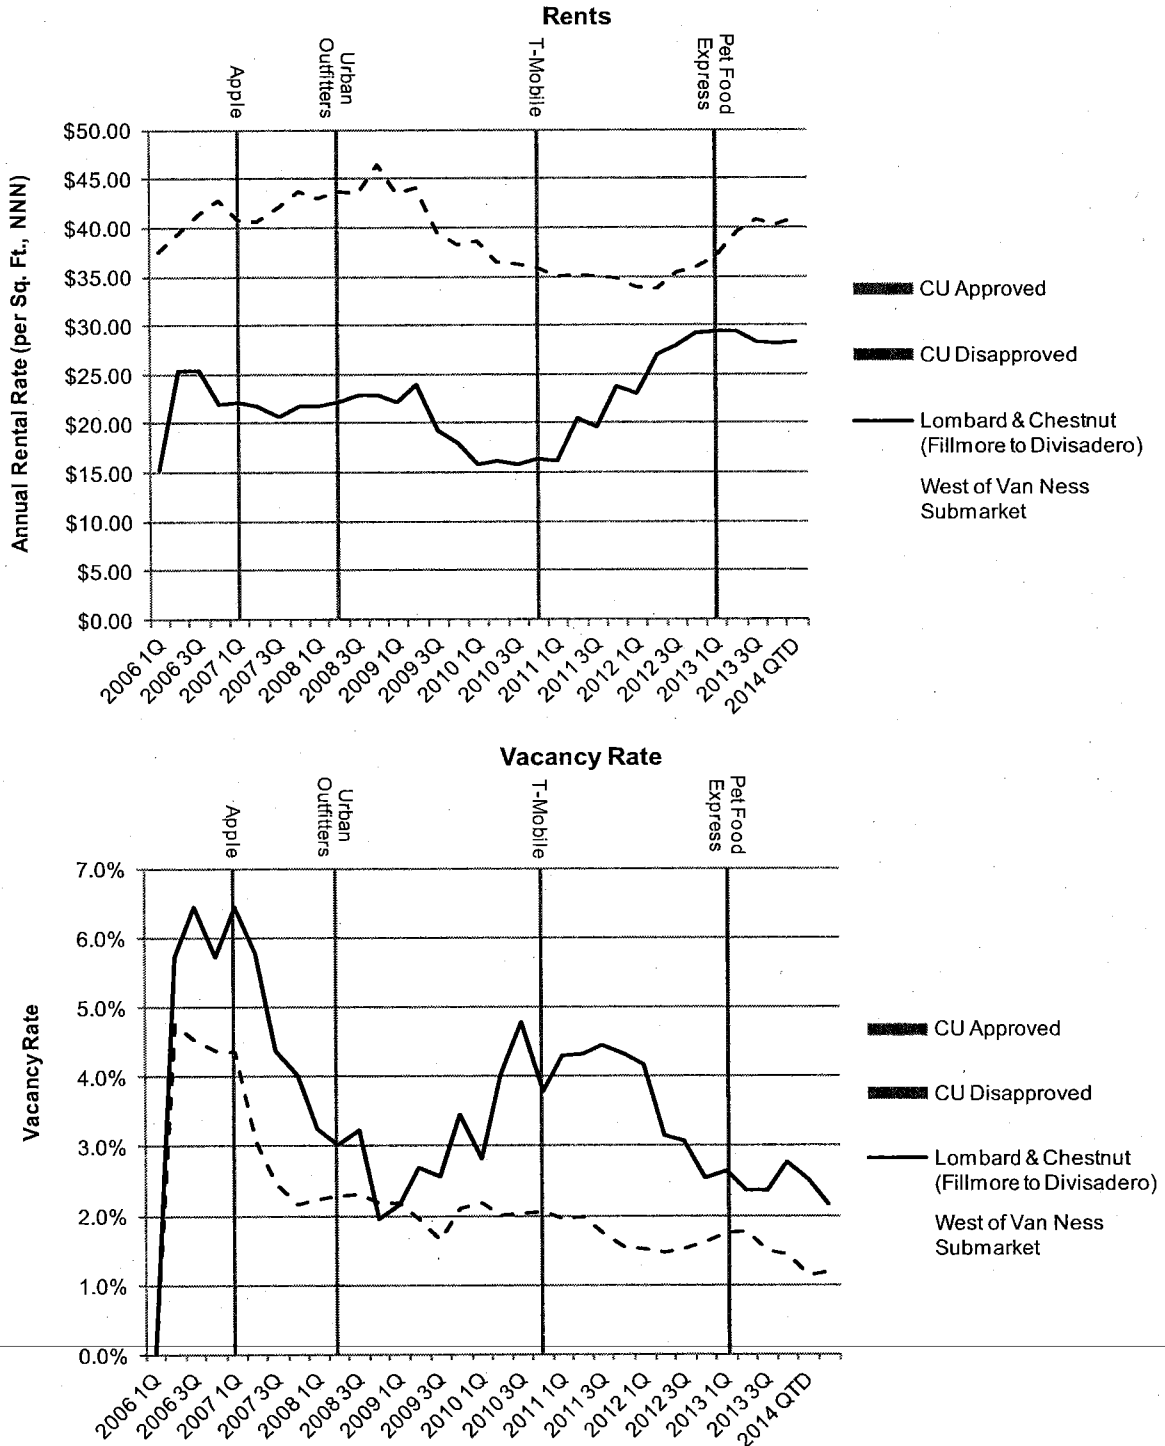 Rents
Apple
Urban
Outfitters
T-Mobile
Pet Food
Express
Annual Rental Rate (per Sq. Ft., NNN)
$50.00
$45.00
$40.00
$35.00
$30.00
$25.00
$20.00
$15.00
$10.00
$5.00
$0.00
2006 1Q
2006 3Q
2007 1Q
2007 3Q
2008 1Q
2008 3Q
2009 1Q
2009 3Q
2010 1Q
2010 3Q
2011 1Q
2011 3Q
2012 1Q
2012 3Q
2013 1Q
2013 3Q
2014 QTD
CU Approved
CU Disapproved
Lombard & Chestnut
(Fillmore to Divisadero)
West of Van Ness
Submarket
Vacancy Rate
Apple
Urban
Outfitters
T-Mobile
Pet Food
Express
Vacancy Rate
7.0%
6.0%
5.0%
4.0%
3.0%
2.0%
1.0%
0.0%
2006 1Q
2006 3Q
2007 1Q
2007 3Q
2008 1Q
2008 3Q
2009 1Q
2009 3Q
2010 1Q
2010 3Q
2011 1Q
2011 3Q
2012 1Q
2012 3Q
2013 1Q
2013 3Q
2014 QTD
CU Approved
CU Disapproved
Lombard & Chestnut
(Fillmore to Divisadero)
West of Van Ness
Submarket